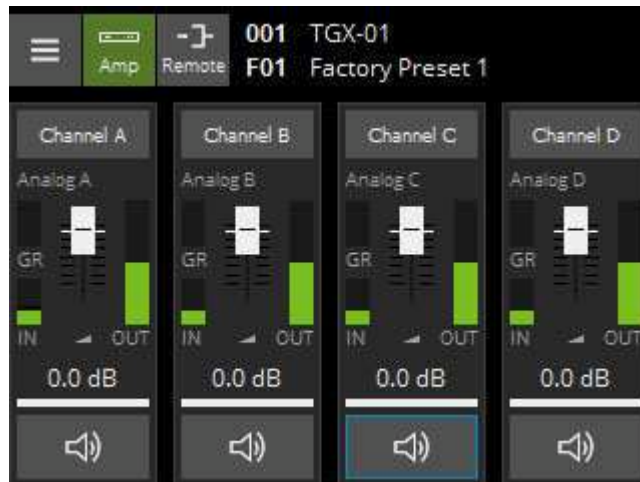 Amp
Remote
001 TGX-01
F01 Factory Preset 1
Channel A Channel B Channel C Channel D
Analog A Analog B Analog C Analog D
GR GR GR GR
IN OUT IN OUT IN OUT IN OUT
0.0 dB 0.0 dB 0.0 dB 0.0 dB